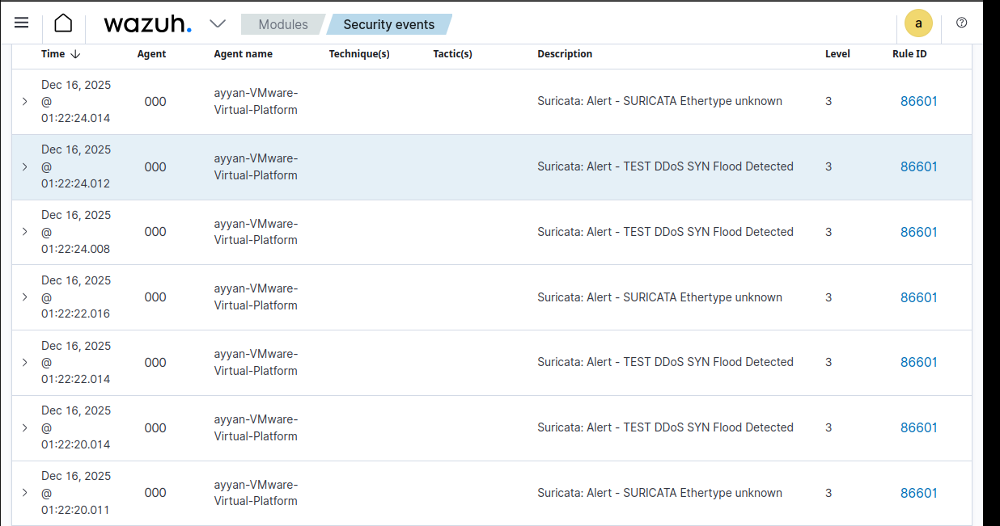 wazuh. Modules Security events a
Time Agent Agent name Technique(s) Tactic(s) Description Level Rule ID
Dec 16, 2025
@
01:22:24.014
000
ayyan-VMware-
Virtual-Platform
Suricata: Alert - SURICATA Ethertype unknown
3
86601
Dec 16, 2025
@
01:22:24.012
000
ayyan-VMware-
Virtual-Platform
Suricata: Alert - TEST DDoS SYN Flood Detected
3
86601
Dec 16, 2025
@
01:22:24.008
000
ayyan-VMware-
Virtual-Platform
Suricata: Alert - TEST DDoS SYN Flood Detected
3
86601
Dec 16, 2025
@
01:22:22.016
000
ayyan-VMware-
Virtual-Platform
Suricata: Alert - SURICATA Ethertype unknown
3
86601
Dec 16, 2025
@
01:22:22.014
000
ayyan-VMware-
Virtual-Platform
Suricata: Alert - TEST DDoS SYN Flood Detected
3
86601
Dec 16, 2025
@
01:22:20.014
000
ayyan-VMware-
Virtual-Platform
Suricata: Alert - TEST DDoS SYN Flood Detected
3
86601
Dec 16, 2025
@
01:22:20.011
000
ayyan-VMware-
Virtual-Platform
Suricata: Alert - SURICATA Ethertype unknown
3
86601